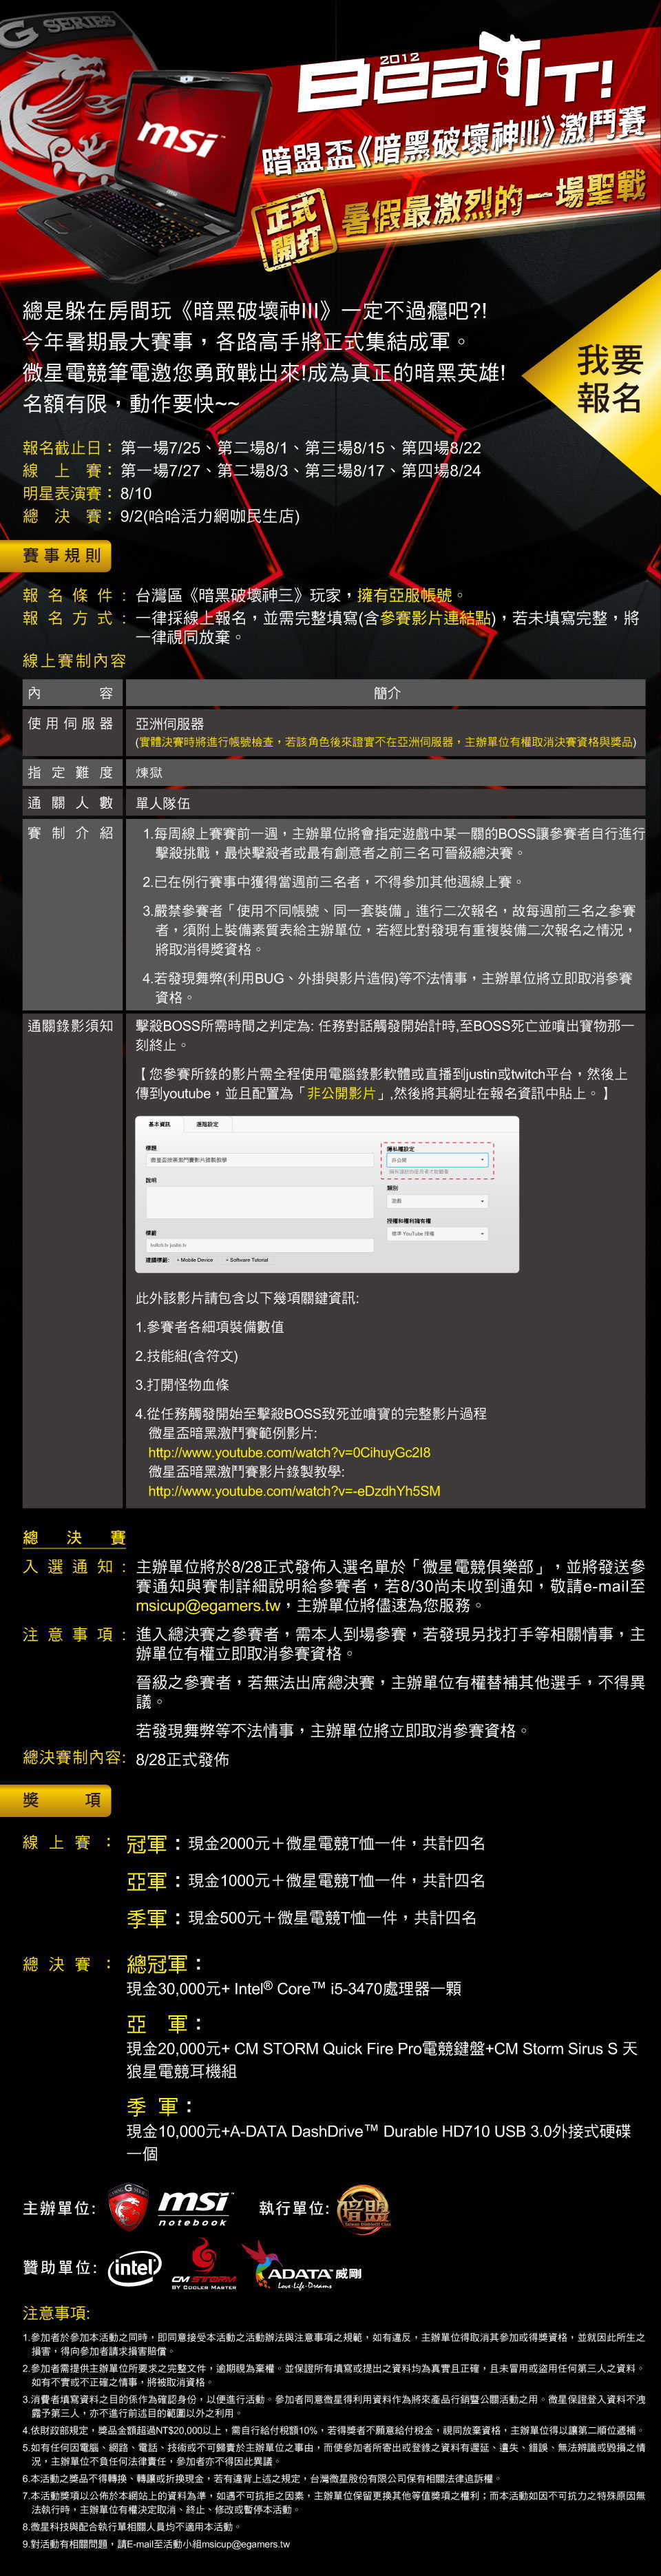 G SERIES
msi
2012
Beat IT!
暗盟盃《暗黑破壞神III》激鬥賽
正式
開打
暑假最激烈的一場聖戰
總是躲在房間玩《暗黑破壞神III》一定不過癮吧?!
今年暑期最大賽事，各路高手將正式集結成軍。
微星電競筆電邀您勇敢戰出來!成為真正的暗黑英雄!
名額有限，動作要快~~
我要
報名
報名截止日：第一場7/25、第二場8/1、第三場8/15、第四場8/22
線上賽：第一場7/27、第二場8/3、第三場8/17、第四場8/24
明星表演賽：8/10
總決賽：9/2(哈哈活力網咖民生店)
賽事規則
報名條件：台灣區《暗黑破壞神三》玩家，擁有亞服帳號。
報名方式：一律採線上報名，並需完整填寫(含參賽影片連結點)，若未填寫完整，將
一律視同放棄。
線上賽制內容
內容 簡介
使用伺服器 亞洲伺服器
(實體決賽時將進行帳號檢查，若該角色後來證實不在亞洲伺服器，主辦單位有權取消決賽資格與獎品)
指定難度 煉獄
通關人數 單人隊伍
賽制介紹 1.每周線上賽賽前一週，主辦單位將會指定遊戲中某一關的BOSS讓參賽者自行進行
擊殺挑戰，最快擊殺者或最有創意者之前三名可晉級總決賽。
2.已在例行賽事中獲得當週前三名者，不得參加其他週線上賽。
3.嚴禁參賽者「使用不同帳號、同一套裝備」進行二次報名，故每週前三名之參賽
者，須附上裝備素質表給主辦單位，若經比對發現有重複裝備二次報名之情況，
將取消得獎資格。
4.若發現舞弊(利用BUG、外掛與影片造假)等不法情事，主辦單位將立即取消參賽
資格。
通關錄影須知 擊殺BOSS所需時間之判定為: 任務對話觸發開始計時,至BOSS死亡並噴出寶物那一
刻終止。
【 您參賽所錄的影片需全程使用電腦錄影軟體或直播到justin或twitch平台，然後上
傳到youtube，並且配置為「非公開影片」,然後將其網址在報名資訊中貼上。 】
基本資訊 進階設定
標題
微星盃暗黑激鬥賽影片錄製教學
隱私權設定
非公開
說明
類別
遊戲
授權和權利擁有權
標準 YouTube 授權
標籤
twitch.tv justin.tv
建議標籤: + Mobile Device + Software Tutorial
此外該影片請包含以下幾項關鍵資訊:
1.參賽者各細項裝備數值
2.技能組(含符文)
3.打開怪物血條
4.從任務觸發開始至擊殺BOSS致死並噴寶的完整影片過程
微星盃暗黑激鬥賽範例影片:
http://www.youtube.com/watch?v=0CihuyGc2I8
微星盃暗黑激鬥賽影片錄製教學:
http://www.youtube.com/watch?v=-eDzdhYh5SM
總決賽
入選通知：主辦單位將於8/28正式發佈入選名單於「微星電競俱樂部」，並將發送參
賽通知與賽制詳細說明給參賽者，若8/30尚未收到通知，敬請e-mail至
msicup@egamers.tw，主辦單位將儘速為您服務。
注意事項：進入總決賽之參賽者，需本人到場參賽，若發現另找打手等相關情事，主
辦單位有權立即取消參賽資格。
晉級之參賽者，若無法出席總決賽，主辦單位有權替補其他選手，不得異
議。
若發現舞弊等不法情事，主辦單位將立即取消參賽資格。
總決賽制內容: 8/28正式發佈
獎項
線上賽：冠軍：現金2000元＋微星電競T恤一件，共計四名
亞軍：現金1000元＋微星電競T恤一件，共計四名
季軍：現金500元＋微星電競T恤一件，共計四名
總決賽：總冠軍：
現金30,000元+ Intel® Core™ i5-3470處理器一顆
亞軍：
現金20,000元+ CM STORM Quick Fire Pro電競鍵盤+CM Storm Sirus S 天
狼星電競耳機組
季軍：
現金10,000元+A-DATA DashDrive™ Durable HD710 USB 3.0外接式硬碟
一個
主辦單位: G msi notebook 執行單位: 暗盟
贊助單位: intel CM STORM BY COOLER MASTER ADATA 威剛 Love·Life·Dreams
注意事項:
1.參加者於參加本活動之同時，即同意接受本活動之活動辦法與注意事項之規範，如有違反，主辦單位得取消其參加或得獎資格，並就因此所生之
損害，得向參加者請求損害賠償。
2.參加者需提供主辦單位所要求之完整文件，逾期視為棄權。並保證所有填寫或提出之資料均為真實且正確，且未冒用或盜用任何第三人之資料。
如有不實或不正確之情事，將被取消資格。
3.消費者填寫資料之目的係作為確認身份，以便進行活動。參加者同意微星得利用資料作為將來產品行銷暨公關活動之用。微星保證登入資料不洩
露予第三人，亦不進行前述目的範圍以外之利用。
4.依財政部規定，獎品金額超過NT$20,000以上，需自行給付稅額10%，若得獎者不願意給付稅金，視同放棄資格，主辦單位得以讓第二順位遞補。
5.如有任何因電腦、網路、電話、技術或不可歸責於主辦單位之事由，而使參加者所寄出或登錄之資料有遲延、遺失、錯誤、無法辨識或毀損之情
況，主辦單位不負任何法律責任，參加者亦不得因此異議。
6.本活動之獎品不得轉換、轉讓或折換現金，若有違背上述之規定，台灣微星股份有限公司保有相關法律追訴權。
7.本活動獎項以公佈於本網站上的資料為準，如遇不可抗拒之因素，主辦單位保留更換其他等值獎項之權利；而本活動如因不可抗力之特殊原因無
法執行時，主辦單位有權決定取消、終止、修改或暫停本活動。
8.微星科技與配合執行單相關人員均不適用本活動。
9.對活動有相關問題，請E-mail至活動小組msicup@egamers.tw